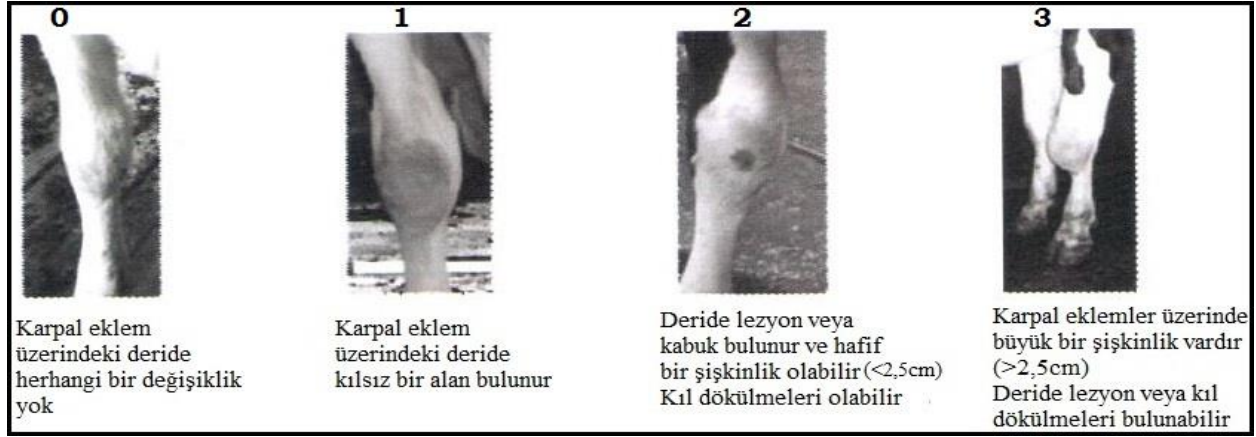 0
Karpal eklem
üzerindeki deride
herhangi bir değişiklik
yok
1
Karpal eklem
üzerindeki deride
kılsız bir alan bulunur
2
Deride lezyon veya
kabuk bulunur ve hafif
bir şişkinlik olabilir (<2,5cm)
Kıl dökülmeleri olabilir
3
Karpal eklemler üzerinde
büyük bir şişkinlik vardır
(>2,5cm)
Deride lezyon veya kıl
dökülmeleri bulunabilir